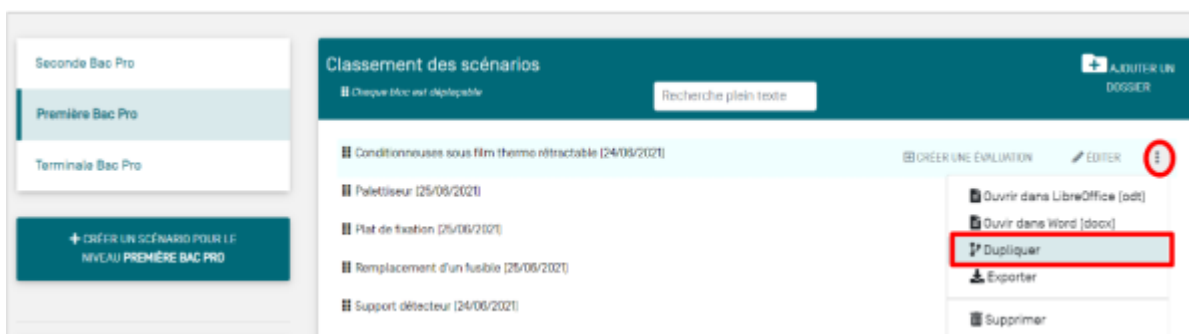 Seconde Bac Pro
Première Bac Pro
Terminale Bac Pro
+ CRÉER UN SCÉNARIO POUR LE
NIVEAU PREMIÈRE BAC PRO
Classement des scénarios
Chaque bloc est déplaçable
Recherche plein texte
AJOUTER UN
DOSSIER
Conditionneuses sous film thermo rétractable (24/06/2021)
CRÉER UNE ÉVALUATION
ÉDITER
Palettiseur (25/06/2021)
Plat de fixation (25/06/2021)
Remplacement d'un fusible (25/06/2021)
Support détecteur (24/06/2021)
Ouvrir dans LibreOffice [odt]
Ouvir dans Word [docx]
Dupliquer
Exporter
Supprimer